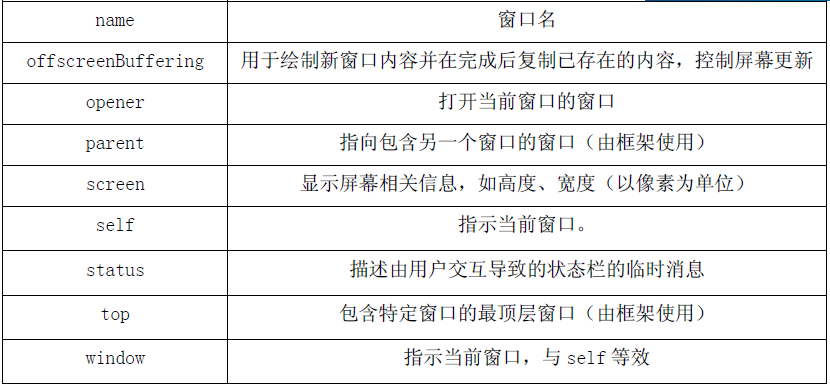 name 窗口名
offscreenBuffering 用于绘制新窗口内容并在完成后复制已存在的内容，控制屏幕更新
opener 打开当前窗口的窗口
parent 指向包含另一个窗口的窗口（由框架使用）
screen 显示屏幕相关信息，如高度、宽度（以像素为单位）
self 指示当前窗口。
status 描述由用户交互导致的状态栏的临时消息
top 包含特定窗口的最顶层窗口（由框架使用）
window 指示当前窗口，与self等效